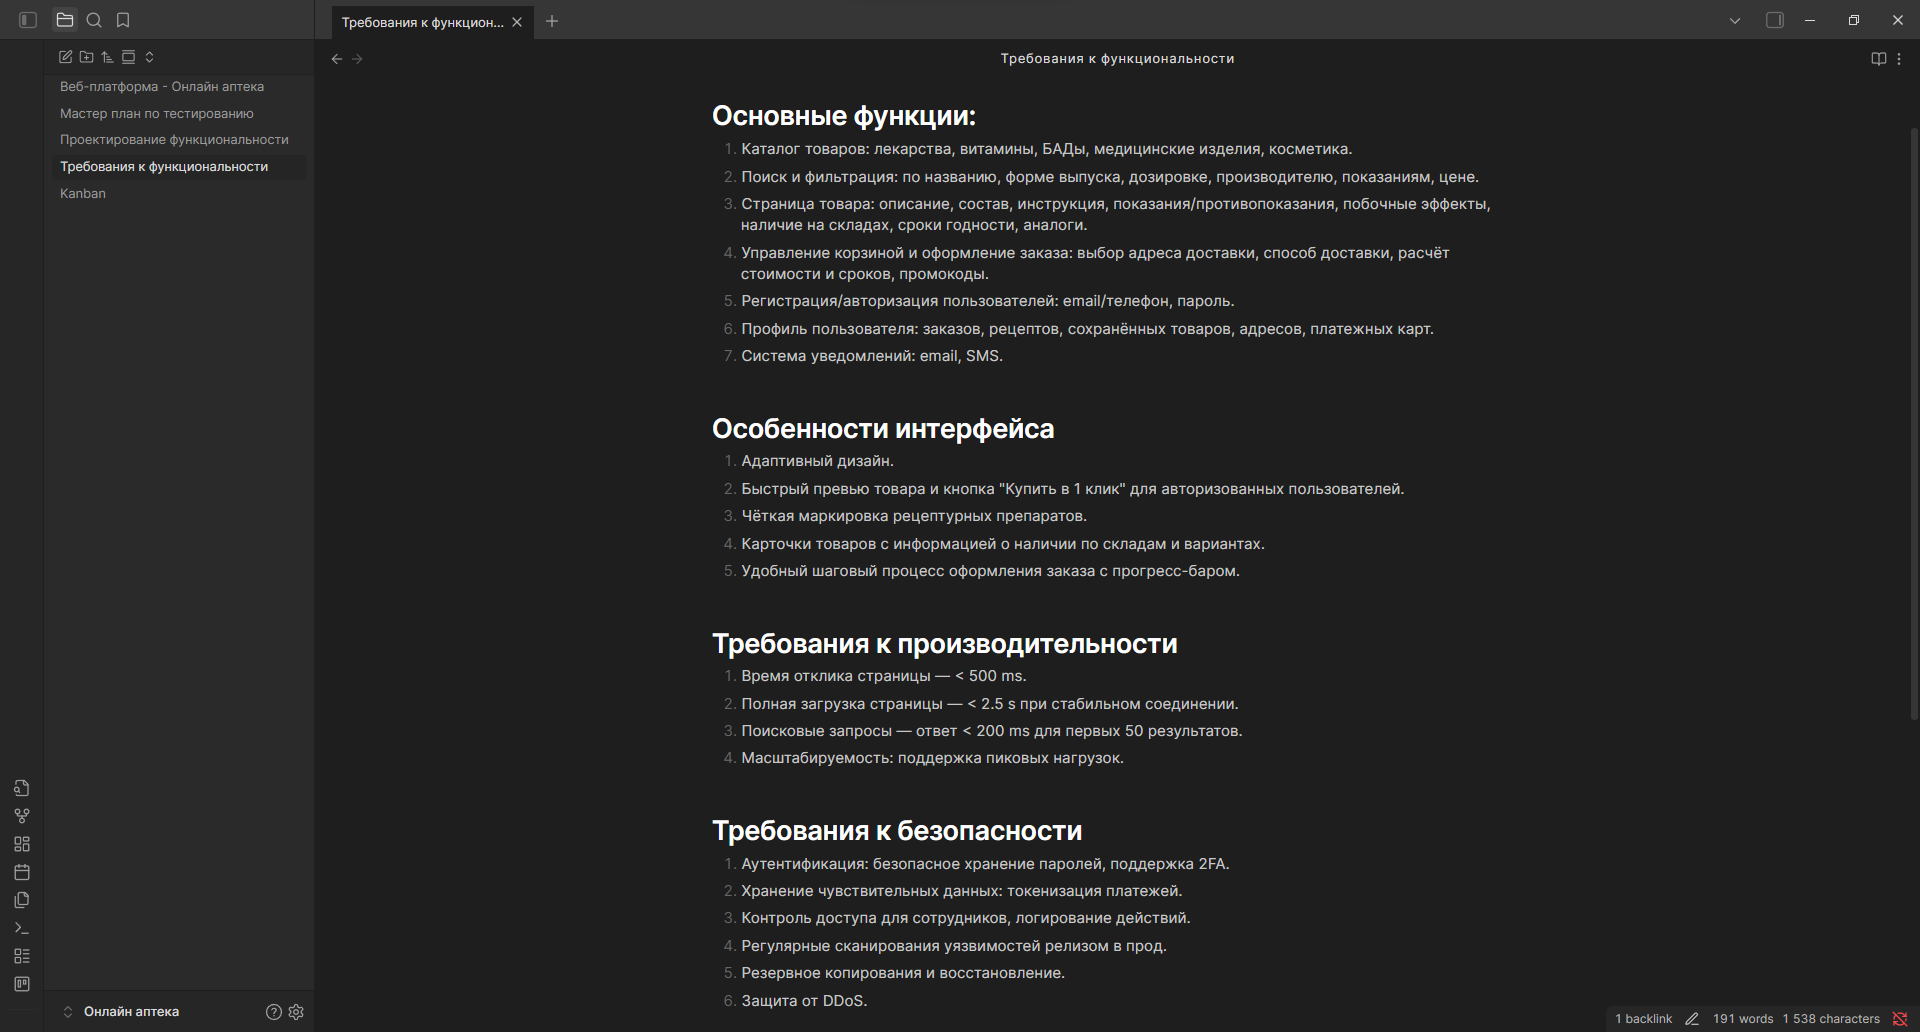 Требования к функцион...
Требования к функциональности
Веб-платформа - Онлайн аптека
Мастер план по тестированию
Проектирование функциональности
Требования к функциональности
Kanban
Основные функции:
1. Каталог товаров: лекарства, витамины, БАДы, медицинские изделия, косметика.
2. Поиск и фильтрация: по названию, форме выпуска, дозировке, производителю, показаниям, цене.
3. Страница товара: описание, состав, инструкция, показания/противопоказания, побочные эффекты,
наличие на складах, сроки годности, аналоги.
4. Управление корзиной и оформление заказа: выбор адреса доставки, способ доставки, расчёт
стоимости и сроков, промокоды.
5. Регистрация/авторизация пользователей: email/телефон, пароль.
6. Профиль пользователя: заказов, рецептов, сохранённых товаров, адресов, платежных карт.
7. Система уведомлений: email, SMS.
Особенности интерфейса
1. Адаптивный дизайн.
2. Быстрый превью товара и кнопка "Купить в 1 клик" для авторизованных пользователей.
3. Чёткая маркировка рецептурных препаратов.
4. Карточки товаров с информацией о наличии по складам и вариантах.
5. Удобный шаговый процесс оформления заказа с прогресс-баром.
Требования к производительности
1. Время отклика страницы — < 500 ms.
2. Полная загрузка страницы — < 2.5 s при стабильном соединении.
3. Поисковые запросы — ответ < 200 ms для первых 50 результатов.
4. Масштабируемость: поддержка пиковых нагрузок.
Требования к безопасности
1. Аутентификация: безопасное хранение паролей, поддержка 2FA.
2. Хранение чувствительных данных: токенизация платежей.
3. Контроль доступа для сотрудников, логирование действий.
4. Регулярные сканирования уязвимостей релизом в прод.
5. Резервное копирования и восстановление.
6. Защита от DDoS.
Онлайн аптека
1 backlink 191 words 1 538 characters